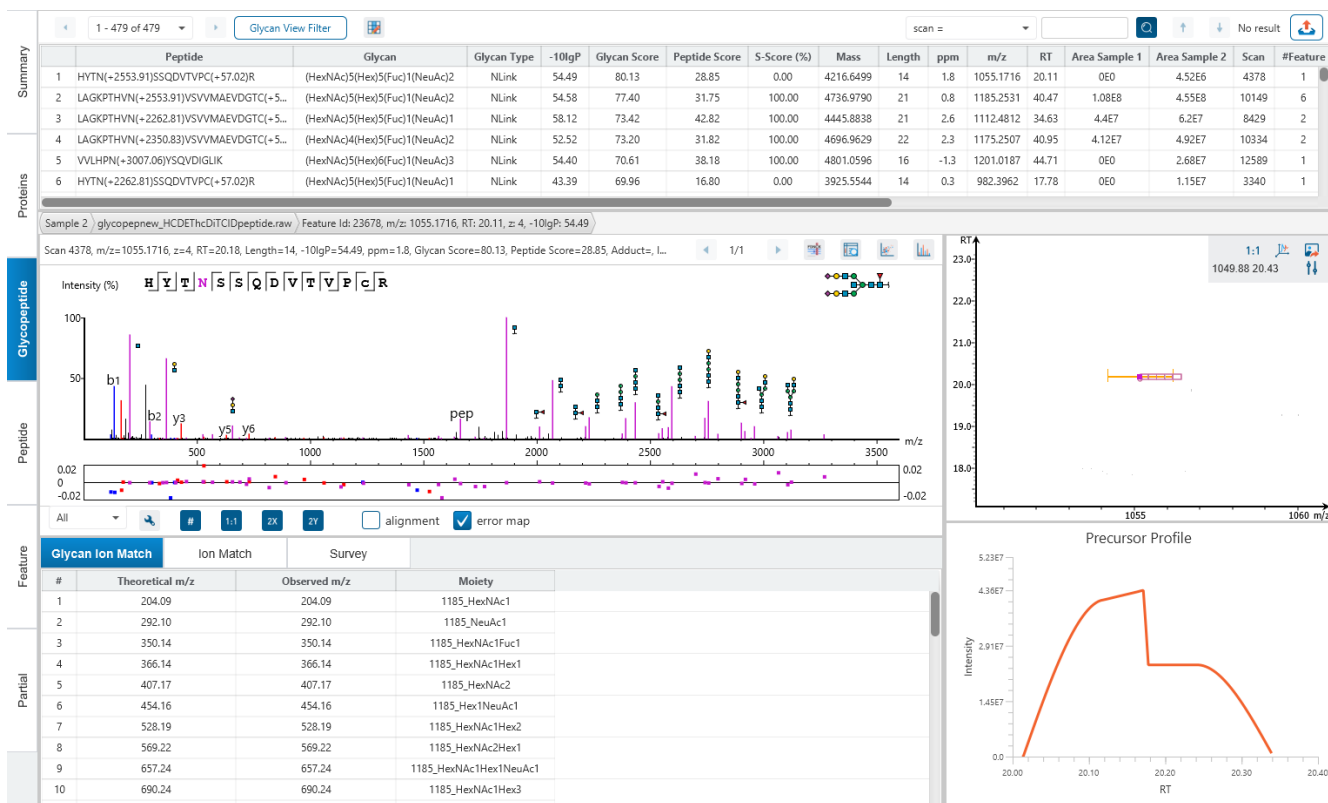 1 - 479 of 479 Glycan View Filter scan = No result
Summary
Proteins
Glycopeptide
Peptide
Feature
Partial
Peptide Glycan Glycan Type -10lgP Glycan Score Peptide Score S-Score (%) Mass Length ppm m/z RT Area Sample 1 Area Sample 2 Scan #Feature
1 HYTN(+2553.91)SSQDVTVPC(+57.02)R (HexNAc)5(Hex)5(Fuc)1(NeuAc)2 NLink 54.49 80.13 28.85 0.00 4216.6499 14 1.8 1055.1716 20.11 0E0 4.52E6 4378 1
2 LAGKPTHVN(+2553.91)VSVVMAEVDGTC(+5... (HexNAc)5(Hex)5(Fuc)1(NeuAc)2 NLink 54.58 77.40 31.75 100.00 4736.9790 21 0.8 1185.2531 40.47 1.08E8 4.55E8 10149 6
3 LAGKPTHVN(+2262.81)VSVVMAEVDGTC(+5... (HexNAc)5(Hex)5(Fuc)1(NeuAc)1 NLink 58.12 73.42 42.82 100.00 4445.8838 21 2.6 1112.4812 34.63 4.4E7 6.2E7 8429 2
4 LAGKPTHVN(+2350.83)VSVVMAEVDGTC(+5... (HexNAc)4(Hex)5(Fuc)1(NeuAc)2 NLink 52.52 73.20 31.82 100.00 4696.9629 22 2.3 1175.2507 40.95 4.12E7 4.92E7 10334 2
5 VVLHPN(+3007.06)YSQVDIGLIK (HexNAc)5(Hex)6(Fuc)1(NeuAc)3 NLink 54.40 70.61 38.18 100.00 4801.0596 16 -1.3 1201.0187 44.71 0E0 2.68E7 12589 1
6 HYTN(+2262.81)SSQDVTVPC(+57.02)R (HexNAc)5(Hex)5(Fuc)1(NeuAc)1 NLink 43.39 69.96 16.80 0.00 3925.5544 14 0.3 982.3962 17.78 0E0 1.15E7 3340 1
Sample 2 glycopepnew_HCDEThcDiTCIDpeptide.raw Feature Id: 23678, m/z: 1055.1716, RT: 20.11, z: 4, -10lgP: 54.49
Scan 4378, m/z=1055.1716, z=4, RT=20.18, Length=14, -10lgP=54.49, ppm=1.8, Glycan Score=80.13, Peptide Score=28.85, Adduct=, I... 1/1
Intensity (%) H Y T N S S Q D V T V P c R
100
50
b1
b2
y3
y5
y6
pep
500 1000 1500 2000 2500 3000 3500 m/z
0.02 0.02
0 0
-0.02 -0.02
All # 1:1 2X 2Y alignment error map
RT
1:1
1049.88 20.43
23.0
22.0
21.0
20.0
19.0
18.0
1055 1060 m/z
Glycan Ion Match Ion Match Survey
# Theoretical m/z Observed m/z Moiety
1 204.09 204.09 1185_HexNAc1
2 292.10 292.10 1185_NeuAc1
3 350.14 350.14 1185_HexNAc1Fuc1
4 366.14 366.14 1185_HexNAc1Hex1
5 407.17 407.17 1185_HexNAc2
6 454.16 454.16 1185_Hex1NeuAc1
7 528.19 528.19 1185_HexNAc1Hex2
8 569.22 569.22 1185_HexNAc2Hex1
9 657.24 657.24 1185_HexNAc1Hex1NeuAc1
10 690.24 690.24 1185_HexNAc1Hex3
Precursor Profile
5.23E7
4.36E7
2.91E7
1.45E7
0.0
Intensity
20.00 20.10 20.20 20.30 20.40
RT